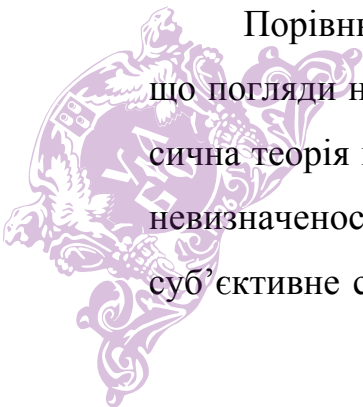 Порівн
що погляди н
сична теорія
невизначенос
суб’єктивне с